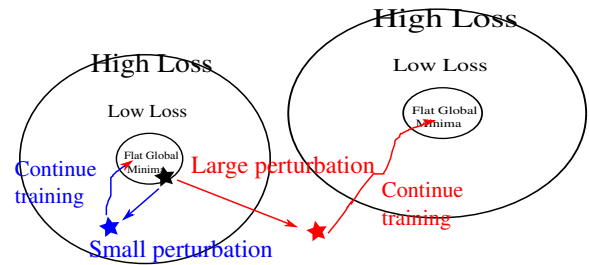 High Loss
Low Loss
Flat Global
Minima
Continue
training
Small perturbation
Large perturbation
High Loss
Low Loss
Flat Global
Minima
Continue
training